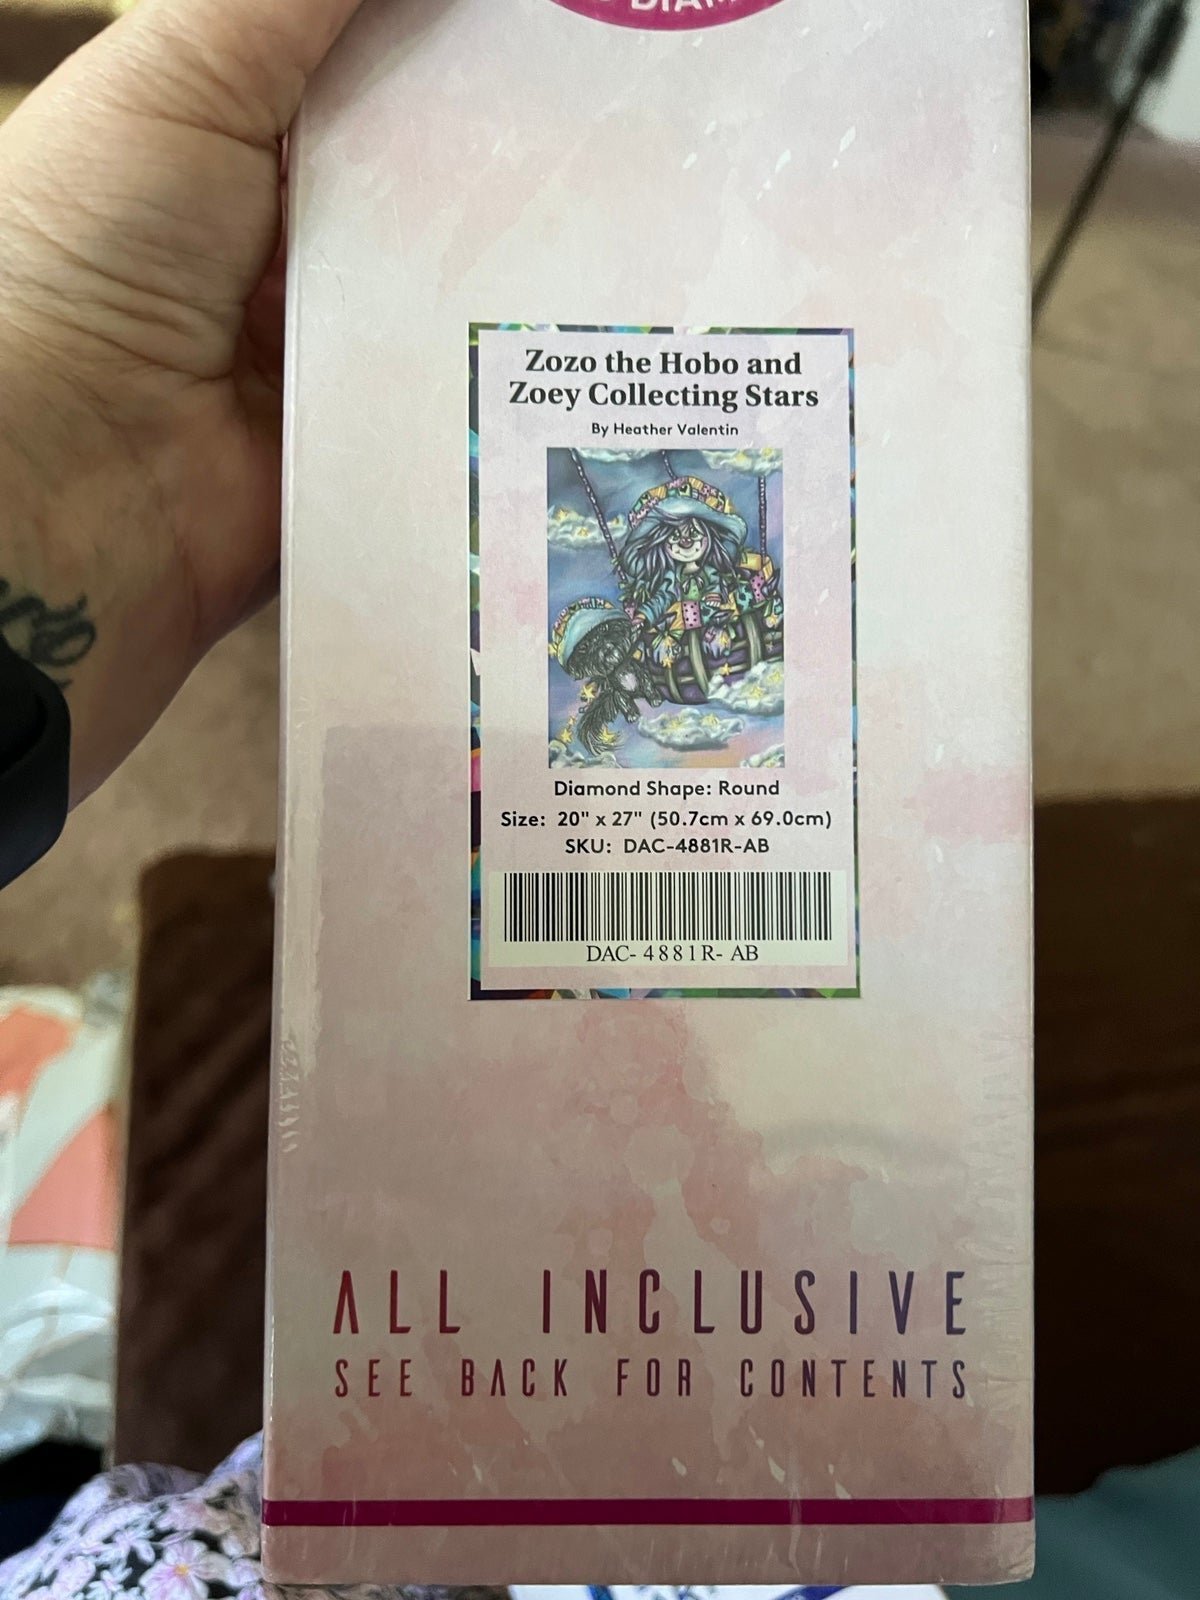 Zozo the Hobo and
Zoey Collecting Stars
By Heather Valentin
Diamond Shape: Round
Size: 20" x 27" (50.7cm x 69.0cm)
SKU: DAC-4881R-AB
DAC- 4881R- AB
ALL INCLUSIVE
SEE BACK FOR CONTENTS